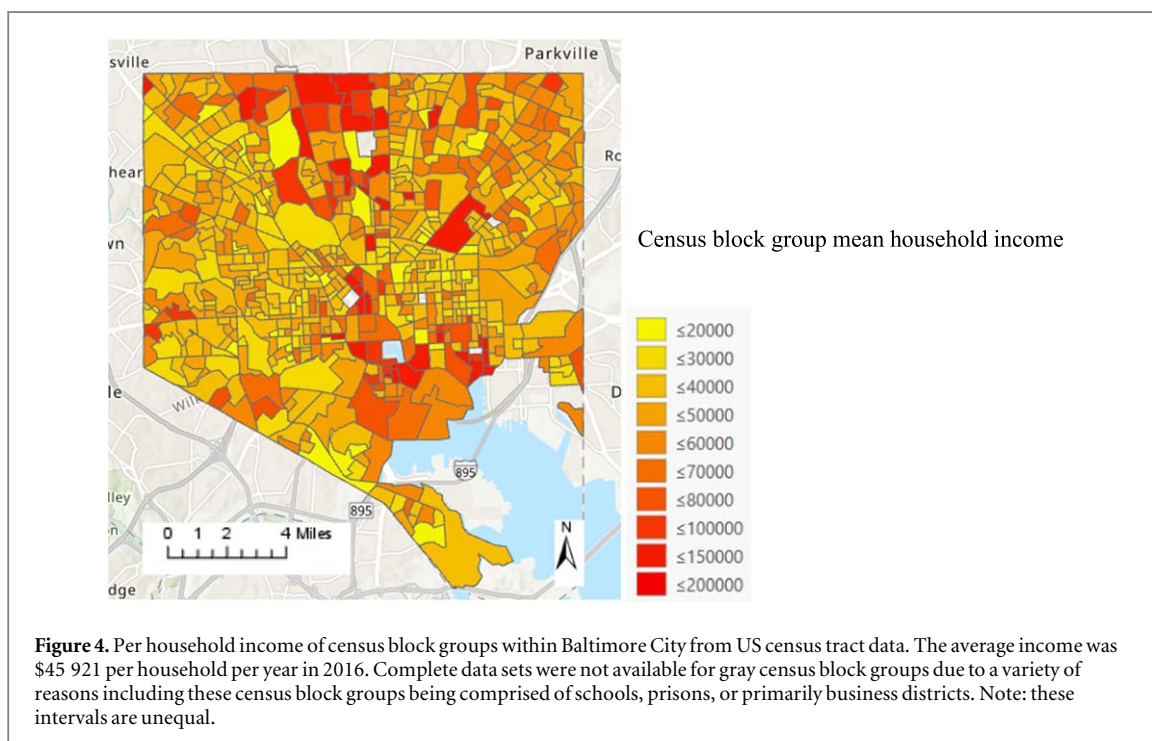 Parkville
sville
Ro
hear
wn
Census block group mean household income
≤20000
≤30000
≤40000
≤50000
≤60000
≤70000
≤80000
≤100000
≤150000
≤200000
le
D
Wil
895
lley
895
on
0 1 2 4 Miles
N
dge
Figure 4. Per household income of census block groups within Baltimore City from US census tract data. The average income was
$45 921 per household per year in 2016. Complete data sets were not available for gray census block groups due to a variety of
reasons including these census block groups being comprised of schools, prisons, or primarily business districts. Note: these
intervals are unequal.